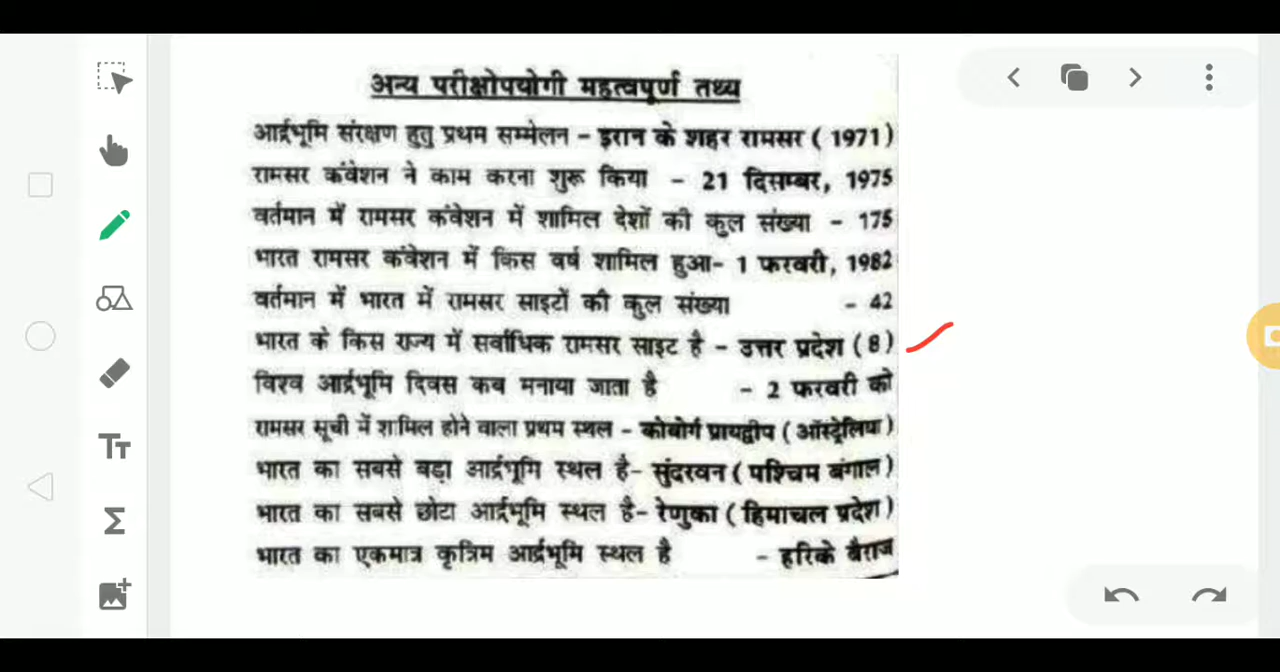 अन्य परीक्षोपयोगी महत्वपूर्ण तथ्य
आर्द्रभूमि संरक्षण हुतु प्रथम सम्मेलन – इरान के शहर रामसर ( 1971 )
रामसर कंवेशन ने काम करना शुरू किया – 21 दिसम्बर, 1975
वर्तमान में रामसर कंवेशन में शामिल देशों की कुल संख्या – 175
भारत रामसर कंवेशन में किस वर्ष शामिल हुआ– 1 फरवरी, 1982
वर्तमान में भारत में रामसर साइटों की कुल संख्या – 42
भारत के किस राज्य में सर्वाधिक रामसर साइट है – उत्तर प्रदेश ( 8 )
विश्व आर्द्रभूमि दिवस कब मनाया जाता है – 2 फरवरी को
रामसर सूची में शामिल होने वाला प्रथम स्थल – कोबोर्ग प्रायद्वीप ( ऑस्ट्रेलिया )
भारत का सबसे बड़ा आर्द्रभूमि स्थल है– सुंदरवन ( पश्चिम बंगाल )
भारत का सबसे छोटा आर्द्रभूमि स्थल है– रेणुका ( हिमाचल प्रदेश )
भारत का एकमात्र कृत्रिम आर्द्रभूमि स्थल है – हरिके बैराज
TT
Σ